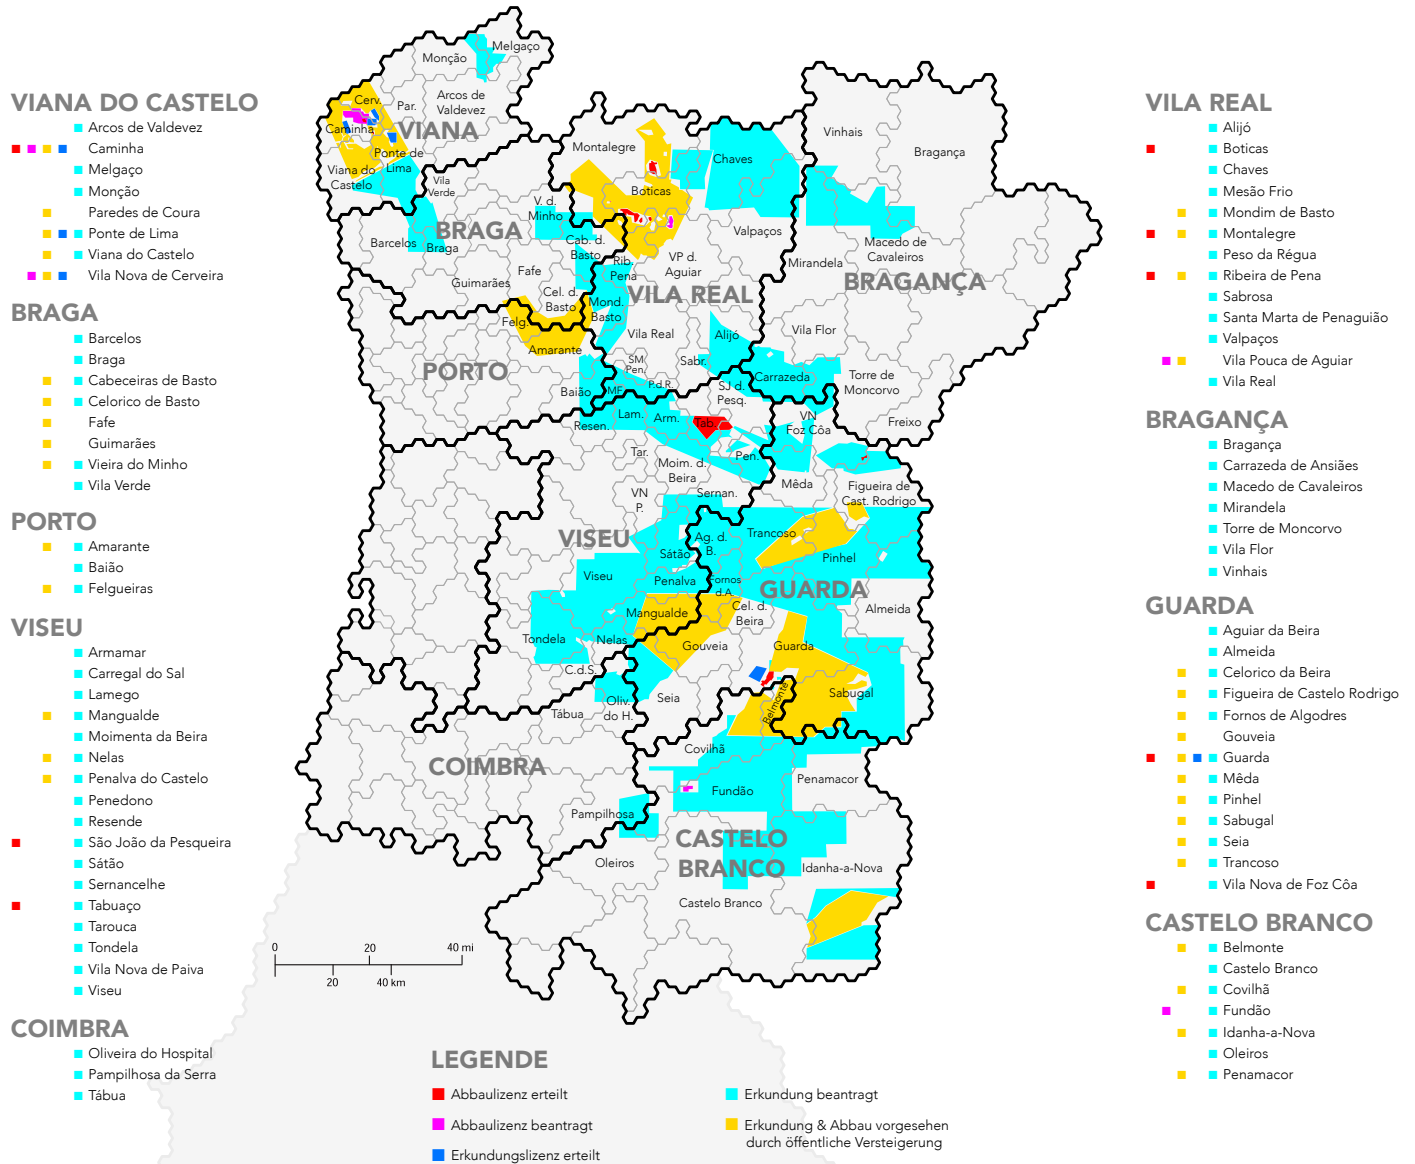 VIANA DO CASTELO
Arcos de Valdevez
Caminha
Melgaço
Monção
Paredes de Coura
Ponte de Lima
Viana do Castelo
Vila Nova de Cerveira
BRAGA
Barcelos
Braga
Cabeceiras de Basto
Celorico de Basto
Fafe
Guimarães
Vieira do Minho
Vila Verde
PORTO
Amarante
Baião
Felgueiras
VISEU
Armamar
Carregal do Sal
Lamego
Mangualde
Moimenta da Beira
Nelas
Penalva do Castelo
Penedono
Resende
São João da Pesqueira
Sátão
Sernancelhe
Tabuaço
Tarouca
Tondela
Vila Nova de Paiva
Viseu
COIMBRA
Oliveira do Hospital
Pampilhosa da Serra
Tábua
Melgaço
Monção
Arcos de
Valdevez
Cerv.
Par.
Caminha
VIANA
Ponte de
Lima
Viana do
Castelo
Vila
Verde
V. d.
Minho
BRAGA
Barcelos
Braga
Cab. d.
Basto
Fafe
Guimarães
Cel. d.
Basto
Felg.
Amarante
PORTO
Baião
Montalegre
Boticas
Chaves
Valpaços
VP d.
Aguiar
Rib.
Pena
VILA REAL
Mond.
Basto
Vila Real
Alijó
SM
Pen.
Sabr.
P.d.R.
MF
Vinhais
Bragança
Macedo de
Cavaleiros
Mirandela
BRAGANÇA
Vila Flor
Carrazeda
Torre de
Moncorvo
Freixo
SJ d.
Pesq.
Resen.
Lam.
Arm.
Tab.
VN
Foz Côa
Tar.
Moim. d.
Beira
Pen.
Mêda
Figueira de
Cast. Rodrigo
VN
P.
Sernan.
VISEU
Ag. d.
B.
Trancoso
Sátão
Pinhel
Viseu
Penalva
Fornos
d.A.
GUARDA
Mangualde
Cel. d.
Beira
Almeida
Tondela
Nelas
Gouveia
Guarda
C.d.S.
Seia
Sabugal
Oliv.
do H.
Belmonte
Tábua
Covilhã
COIMBRA
Penamacor
Fundão
Pampilhosa
CASTELO
BRANCO
Oleiros
Idanha-a-Nova
Castelo Branco
0
20
40 mi
20
40 km
LEGENDE
Abbaulizenz erteilt
Abbaulizenz beantragt
Erkundungslizenz erteilt
Erkundung beantragt
Erkundung & Abbau vorgesehen
durch öffentliche Versteigerung
VILA REAL
Alijó
Boticas
Chaves
Mesão Frio
Mondim de Basto
Montalegre
Peso da Régua
Ribeira de Pena
Sabrosa
Santa Marta de Penaguião
Valpaços
Vila Pouca de Aguiar
Vila Real
BRAGANÇA
Bragança
Carrazeda de Ansiães
Macedo de Cavaleiros
Mirandela
Torre de Moncorvo
Vila Flor
Vinhais
GUARDA
Aguiar da Beira
Almeida
Celorico da Beira
Figueira de Castelo Rodrigo
Fornos de Algodres
Gouveia
Guarda
Mêda
Pinhel
Sabugal
Seia
Trancoso
Vila Nova de Foz Côa
CASTELO BRANCO
Belmonte
Castelo Branco
Covilhã
Fundão
Idanha-a-Nova
Oleiros
Penamacor